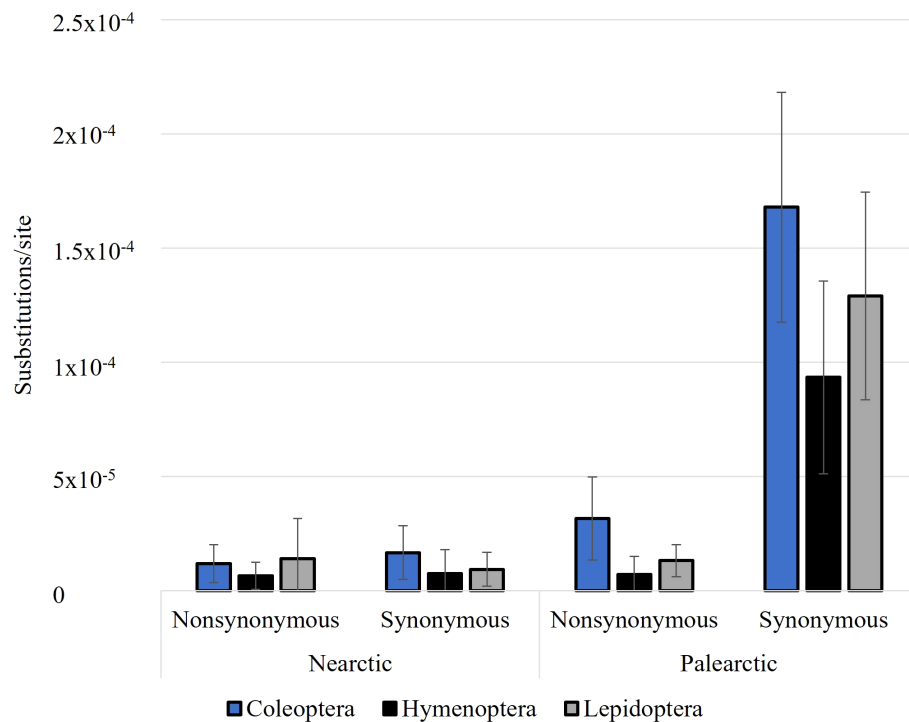 2.5x10⁻⁴
2x10⁻⁴
1.5x10⁻⁴
1x10⁻⁴
5x10⁻⁵
0
Susbstitutions/site
Nonsynonymous Synonymous Nonsynonymous Synonymous
Nearctic Palearctic
Coleoptera Hymenoptera Lepidoptera